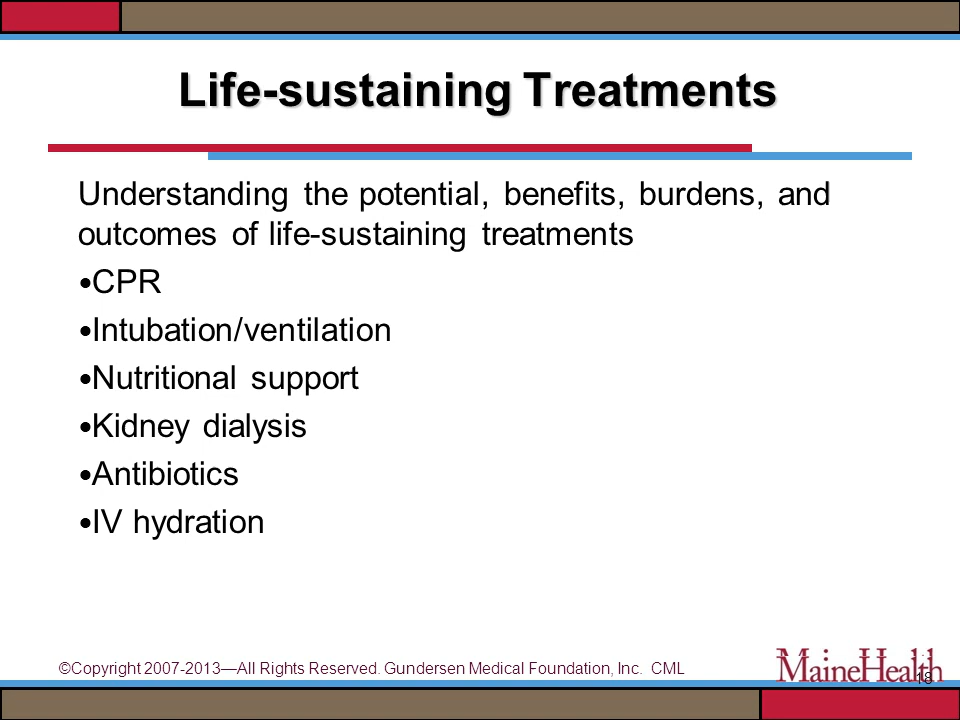 Life-sustaining Treatments
Understanding the potential, benefits, burdens, and
outcomes of life-sustaining treatments
•CPR
•Intubation/ventilation
•Nutritional support
•Kidney dialysis
•Antibiotics
•IV hydration
©Copyright 2007-2013—All Rights Reserved. Gundersen Medical Foundation, Inc. CML
MaineHealth
18